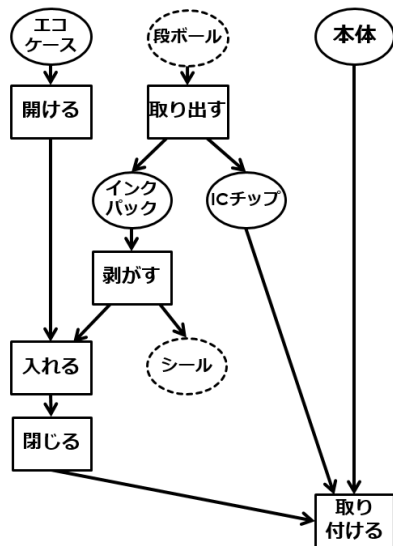 エコ
ケース
段ボール
本体
開ける
取り出す
インク
パック
ICチップ
剥がす
入れる
シール
閉じる
取り
付ける